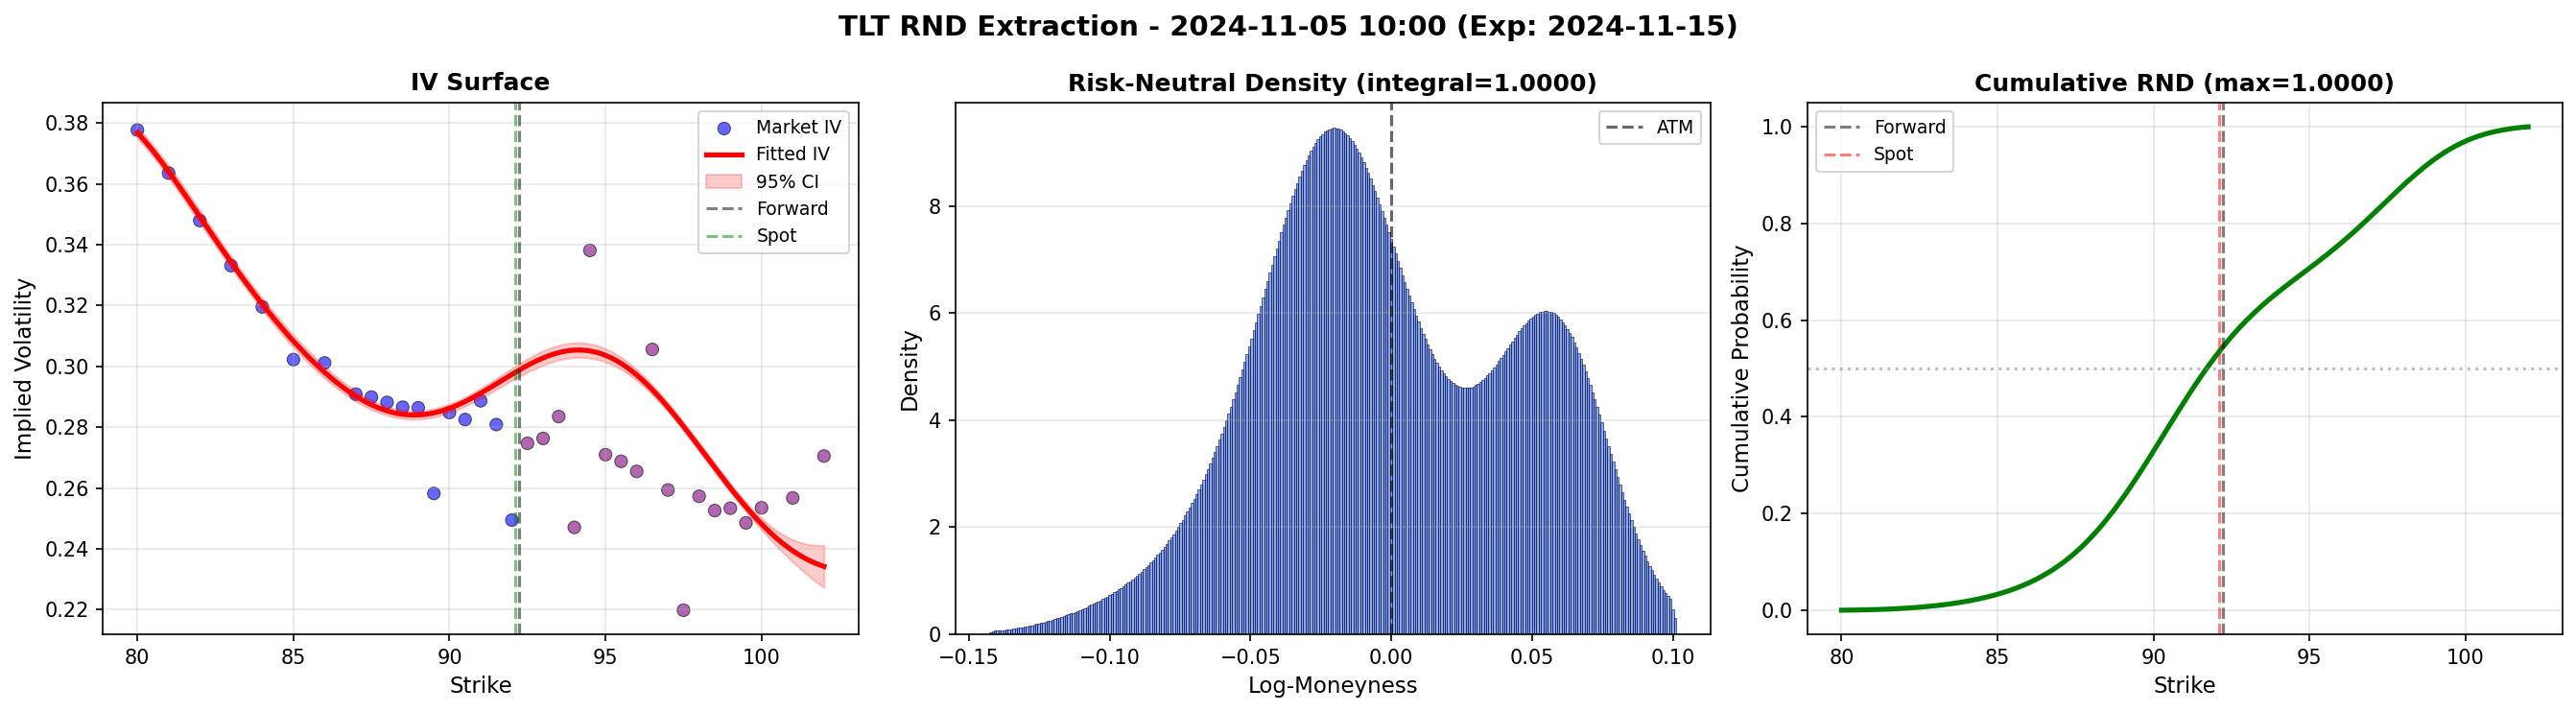 TLT RND Extraction - 2024-11-05 10:00 (Exp: 2024-11-15)
IV Surface
Implied Volatility
0.38
0.36
0.34
0.32
0.30
0.28
0.26
0.24
0.22
Market IV
Fitted IV
95% CI
Forward
Spot
80
85
90
95
100
Strike
Risk-Neutral Density (integral=1.0000)
Density
8
6
4
2
0
ATM
−0.15
−0.10
−0.05
0.00
0.05
0.10
Log-Moneyness
Cumulative RND (max=1.0000)
Cumulative Probability
1.0
0.8
0.6
0.4
0.2
0.0
Forward
Spot
80
85
90
95
100
Strike